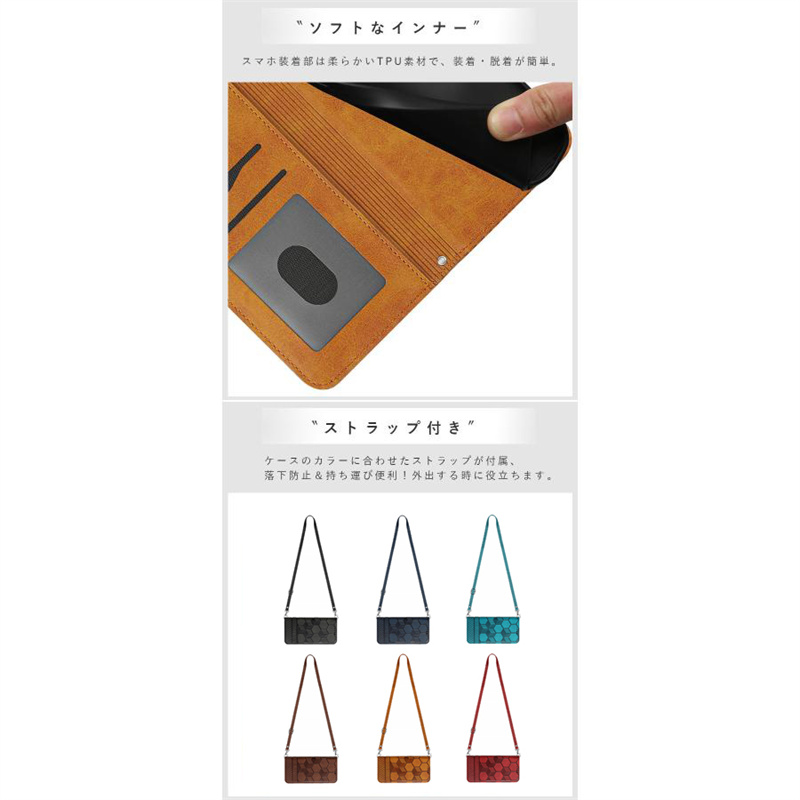 〝ソフトなインナー〞
スマホ装着部は柔らかいTPU素材で、装着・脱着が簡単。
〝ストラップ付き〞
ケースのカラーに合わせたストラップが付属、
落下防止＆持ち運び便利！外出する時に役立ちます。